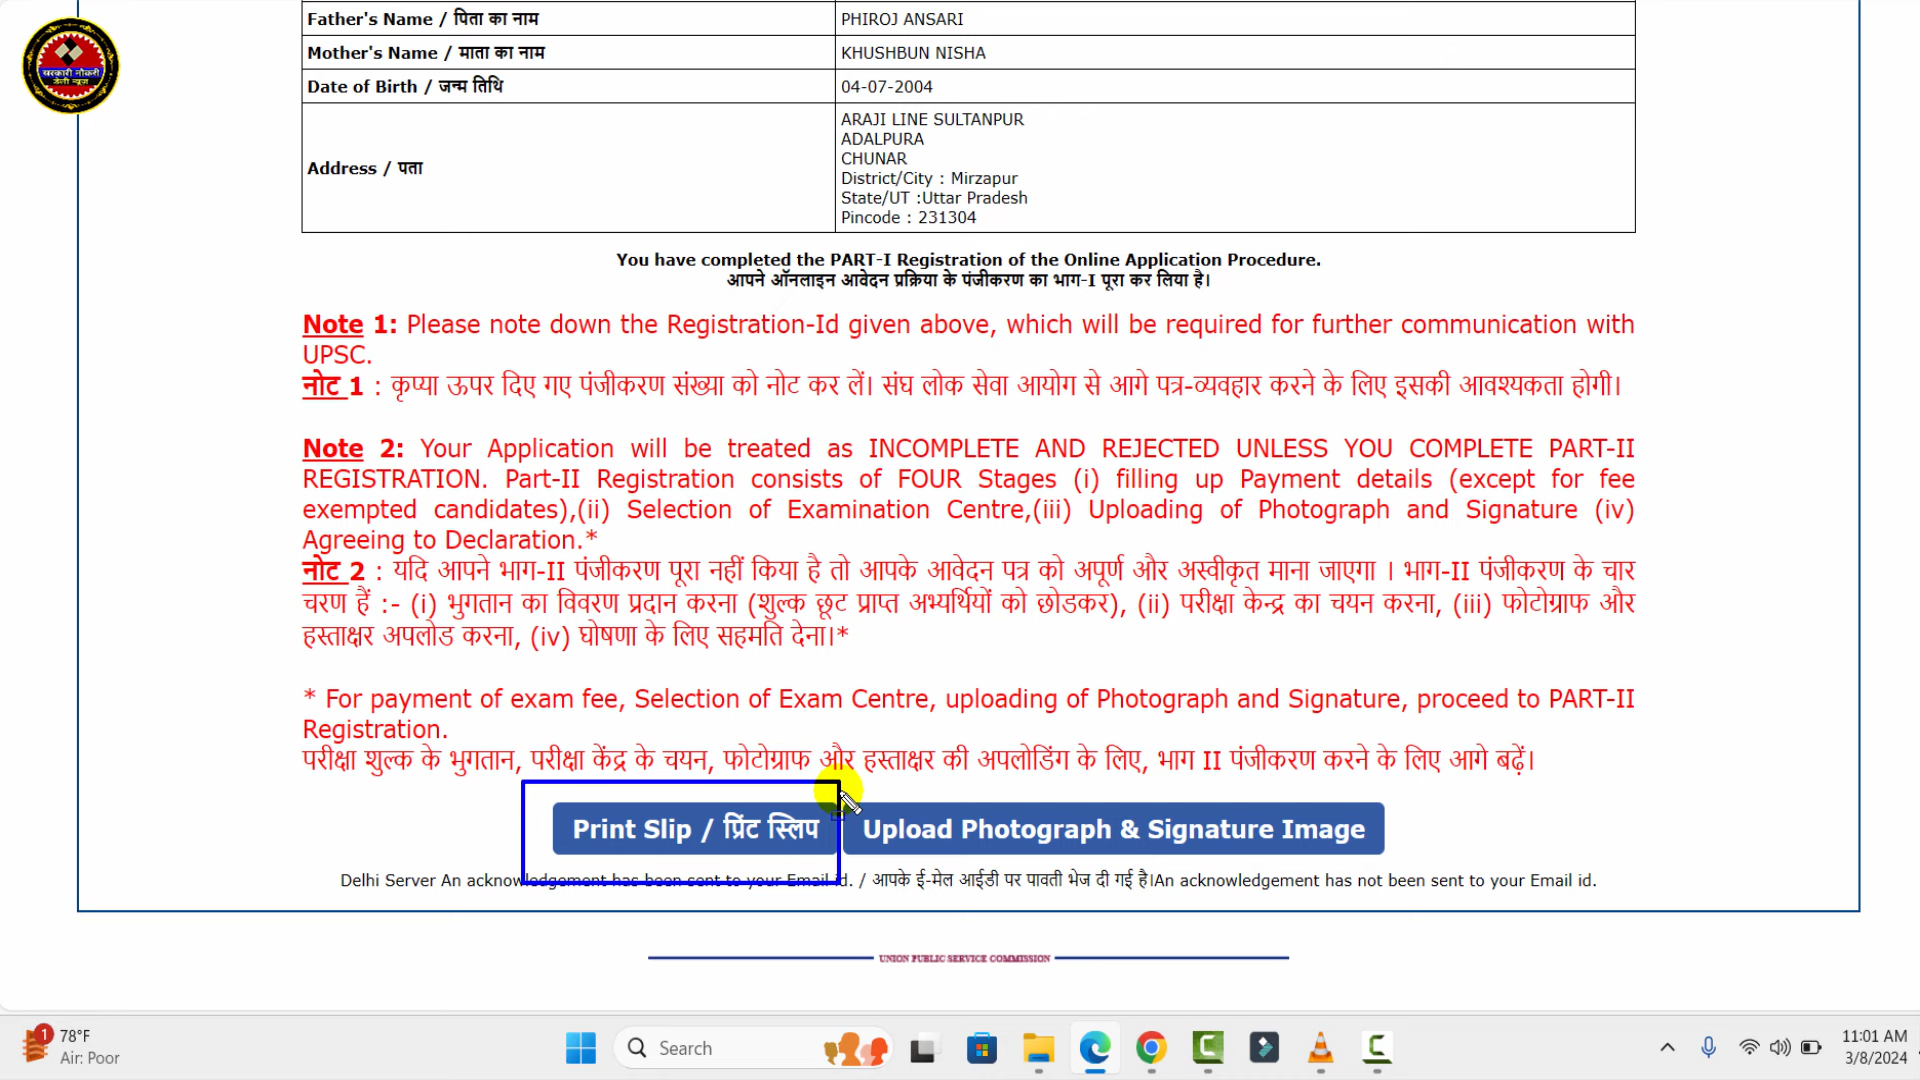 Father's Name / पिता का नाम PHIROJ ANSARI
Mother's Name / माता का नाम KHUSHBUN NISHA
Date of Birth / जन्म तिथि 04-07-2004
Address / पता
ARAJI LINE SULTANPUR
ADALPURA
CHUNAR
District/City : Mirzapur
State/UT :Uttar Pradesh
Pincode : 231304
सरकारी नौकरी
डेली न्यूज
You have completed the PART-I Registration of the Online Application Procedure.
आपने ऑनलाइन आवेदन प्रक्रिया के पंजीकरण का भाग-I पूरा कर लिया है।
Note 1: Please note down the Registration-Id given above, which will be required for further communication with
UPSC.
नोट 1 : कृप्या ऊपर दिए गए पंजीकरण संख्या को नोट कर लें। संघ लोक सेवा आयोग से आगे पत्र-व्यवहार करने के लिए इसकी आवश्यकता होगी।
Note 2: Your Application will be treated as INCOMPLETE AND REJECTED UNLESS YOU COMPLETE PART-II
REGISTRATION. Part-II Registration consists of FOUR Stages (i) filling up Payment details (except for fee
exempted candidates),(ii) Selection of Examination Centre,(iii) Uploading of Photograph and Signature (iv)
Agreeing to Declaration.*
नोट 2 : यदि आपने भाग-II पंजीकरण पूरा नहीं किया है तो आपके आवेदन पत्र को अपूर्ण और अस्वीकृत माना जाएगा । भाग-II पंजीकरण के चार
चरण हैं :- (i) भुगतान का विवरण प्रदान करना (शुल्क छूट प्राप्त अभ्यर्थियों को छोडकर), (ii) परीक्षा केन्द्र का चयन करना, (iii) फोटोग्राफ और
हस्ताक्षर अपलोड करना, (iv) घोषणा के लिए सहमति देना।*
* For payment of exam fee, Selection of Exam Centre, uploading of Photograph and Signature, proceed to PART-II
Registration.
परीक्षा शुल्क के भुगतान, परीक्षा केंद्र के चयन, फोटोग्राफ और हस्ताक्षर की अपलोडिंग के लिए, भाग II पंजीकरण करने के लिए आगे बढ़ें।
Print Slip / प्रिंट स्लिप Upload Photograph & Signature Image
Delhi Server An acknowledgement has been sent to your Email id. / आपके ई-मेल आईडी पर पावती भेज दी गई है।An acknowledgement has not been sent to your Email id.
UNION PUBLIC SERVICE COMMISSION
1
78°F
Air: Poor
Search
11:01 AM
3/8/2024